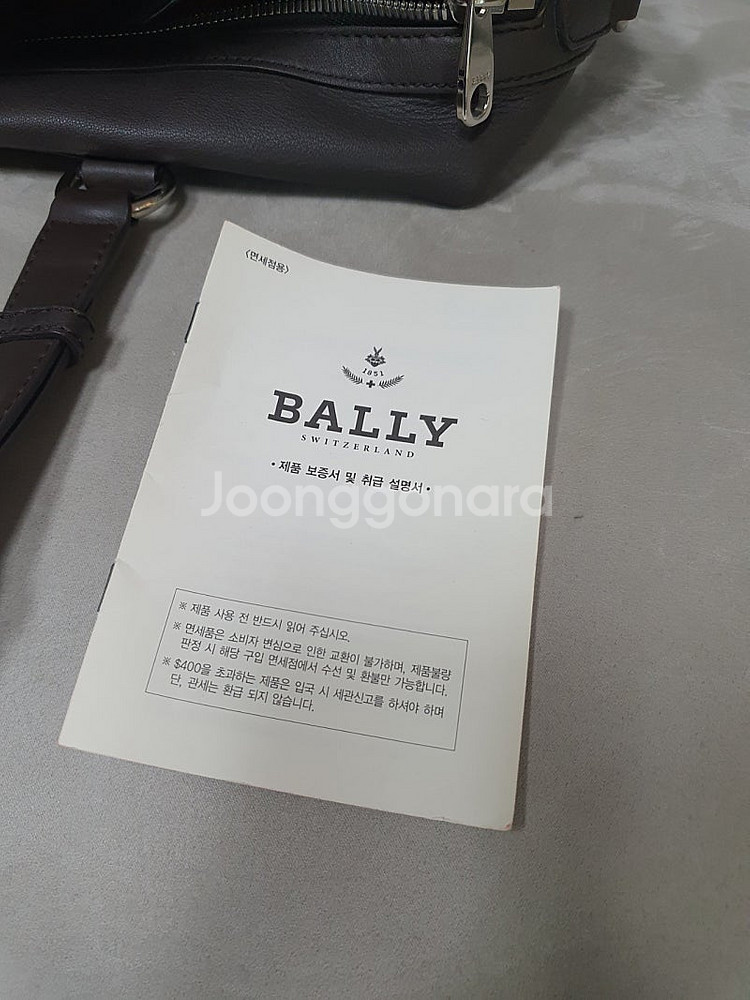 BALLY
<면세점용>
1851
BALLY
SWITZERLAND
• 제품 보증서 및 취급 설명서 •
Joonggonara
※ 제품 사용 전 반드시 읽어 주십시오.
※ 면세품은 소비자 변심으로 인한 교환이 불가하며, 제품불량
판정 시 해당 구입 면세점에서 수선 및 환불만 가능합니다.
※ $400을 초과하는 제품은 입국 시 세관신고를 하셔야 하며
단, 관세는 환급 되지 않습니다.